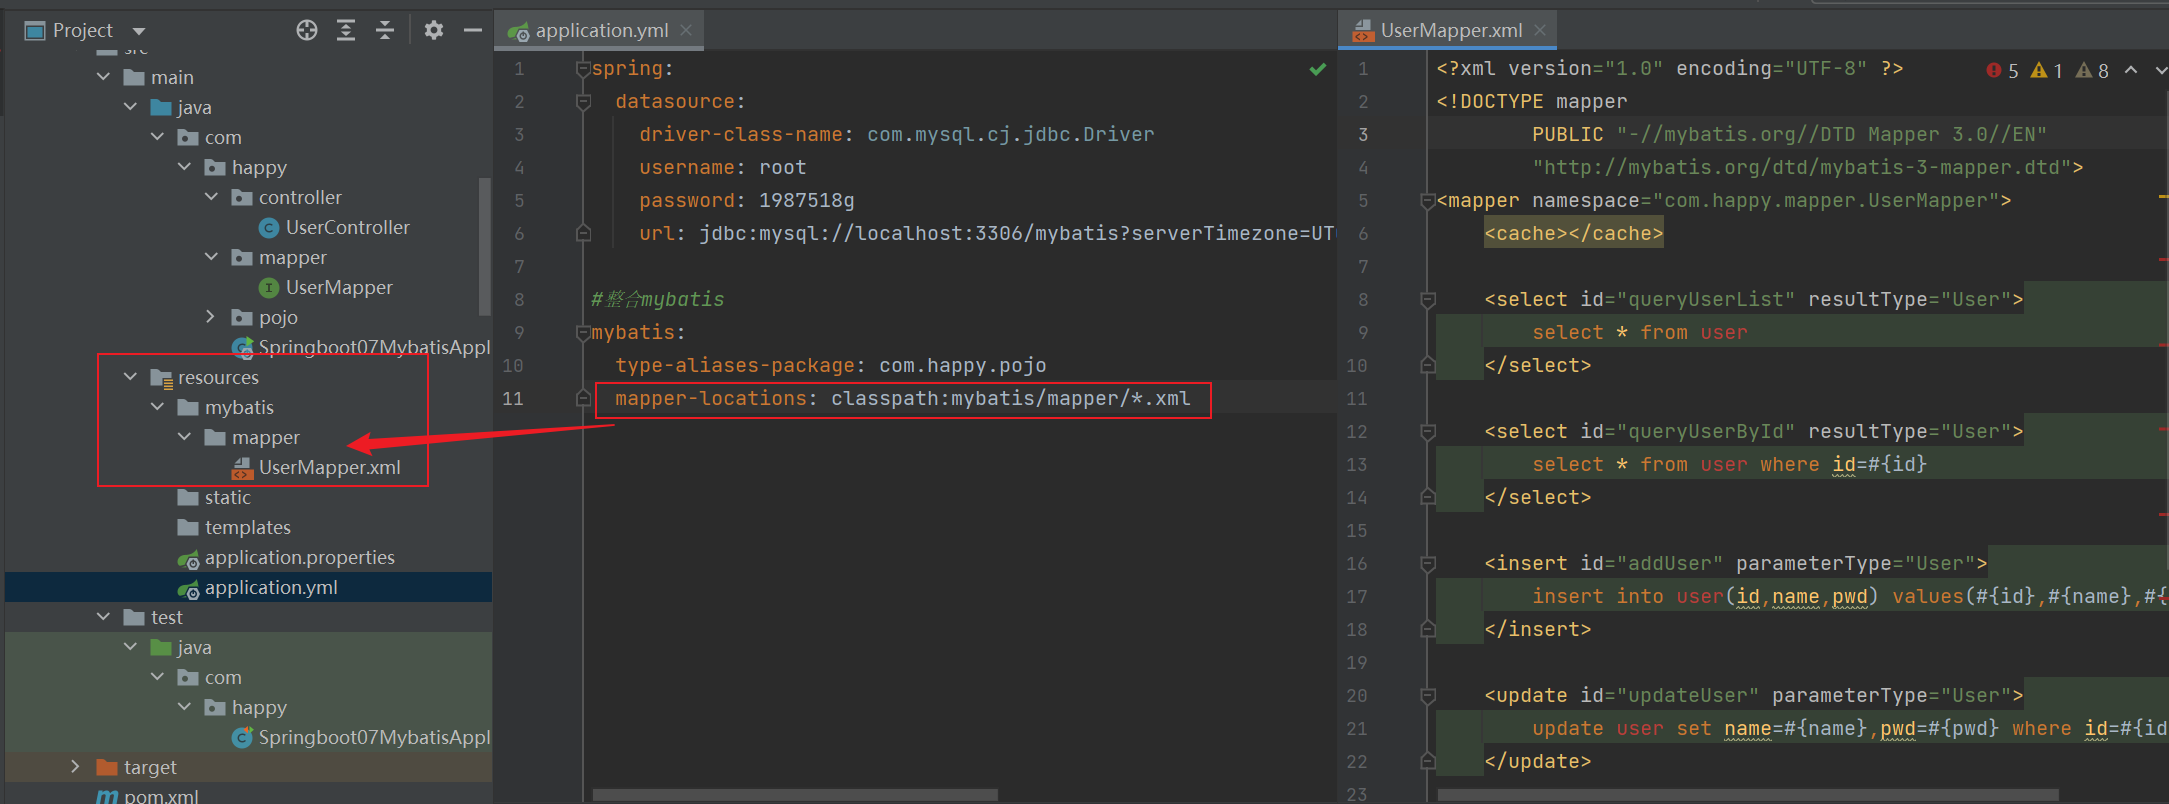 Project
src
main
java
com
happy
controller
UserController
mapper
UserMapper
pojo
Springboot07MybatisAppl
resources
mybatis
mapper
UserMapper.xml
static
templates
application.properties
application.yml
test
java
com
happy
Springboot07MybatisAppl
target
pom.xml
application.yml
1 spring:
2 datasource:
3 driver-class-name: com.mysql.cj.jdbc.Driver
4 username: root
5 password: 1987518g
6 url: jdbc:mysql://localhost:3306/mybatis?serverTimezone=UT
7
8 #整合mybatis
9 mybatis:
10 type-aliases-package: com.happy.pojo
11 mapper-locations: classpath:mybatis/mapper/*.xml
UserMapper.xml
5 1 8
1 <?xml version="1.0" encoding="UTF-8" ?>
2 <!DOCTYPE mapper
3 PUBLIC "-//mybatis.org//DTD Mapper 3.0//EN"
4 "http://mybatis.org/dtd/mybatis-3-mapper.dtd">
5 <mapper namespace="com.happy.mapper.UserMapper">
6 <cache></cache>
7
8 <select id="queryUserList" resultType="User">
9 select * from user
10 </select>
11
12 <select id="queryUserById" resultType="User">
13 select * from user where id=#{id}
14 </select>
15
16 <insert id="addUser" parameterType="User">
17 insert into user(id,name,pwd) values(#{id},#{name},#{
18 </insert>
19
20 <update id="updateUser" parameterType="User">
21 update user set name=#{name},pwd=#{pwd} where id=#{id
22 </update>
23